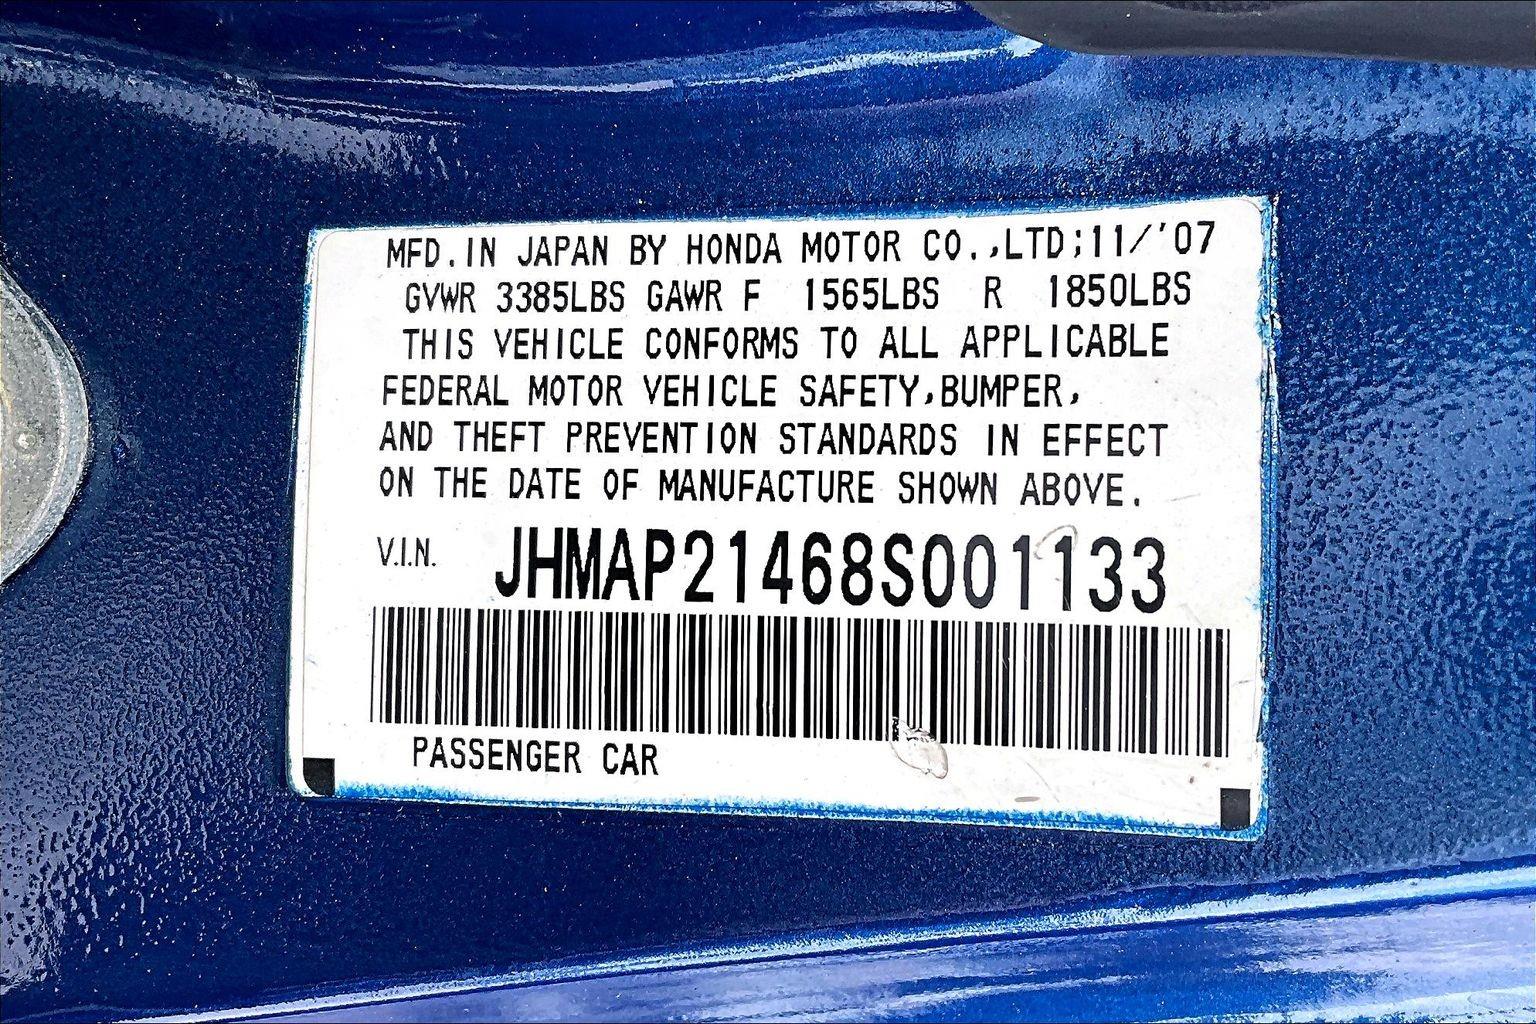 MFD.IN JAPAN BY HONDA MOTOR CO.,LTD;11/'07
GVWR 3385LBS GAWR F 1565LBS R 1850LBS
THIS VEHICLE CONFORMS TO ALL APPLICABLE
FEDERAL MOTOR VEHICLE SAFETY,BUMPER,
AND THEFT PREVENTION STANDARDS IN EFFECT
ON THE DATE OF MANUFACTURE SHOWN ABOVE.
V.I.N. JHMAP21468S001133
PASSENGER CAR